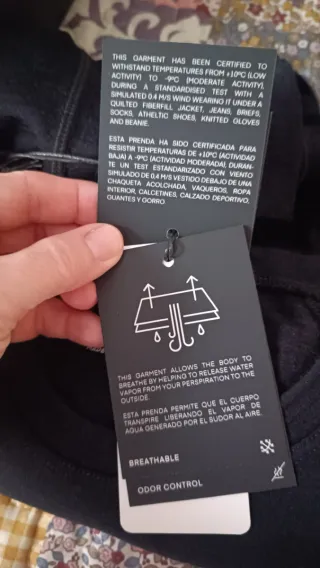 THIS GARMENT HAS BEEN CERTIFIED TO
WITHSTAND TEMPERATURES FROM +10ºC (LOW
ACTIVITY) TO -9ºC (MODERATE ACTIVITY),
DURING A STANDARDISED TEST WITH A
SIMULATED 0.4 M/S WIND WEARING IT UNDER A
QUILTED FIBERFILL JACKET, JEANS, BRIEFS,
SOCKS, ATHELTIC SHOES, KNITTED GLOVES
AND BEANIE.
ESTA PRENDA HA SIDO CERTIFICADA PARA
RESISTIR TEMPERATURAS DE +10ºC (ACTIVIDAD
BAJA) A -9ºC (ACTIVIDAD MODERADA) DURAN-
TE UN TEST ESTANDARIZADO CON VIENTO
SIMULADO DE 0.4 M/S VESTIDO DEBAJO DE UNA
CHAQUETA ACOLCHADA, VAQUEROS, ROPA
INTERIOR, CALCETINES, CALZADO DEPORTIVO,
GUANTES Y GORRO
THIS GARMENT ALLOWS THE BODY TO
BREATHE BY HELPING TO RELEASE WATER
VAPOR FROM YOUR PERSPIRATION TO THE
OUTSIDE.
ESTA PRENDA PERMITE QUE EL CUERPO
TRANSPIRE LIBERANDO EL VAPOR DE
AGUA GENERADO POR EL SUDOR AL AIRE.
BREATHABLE
ODOR CONTROL